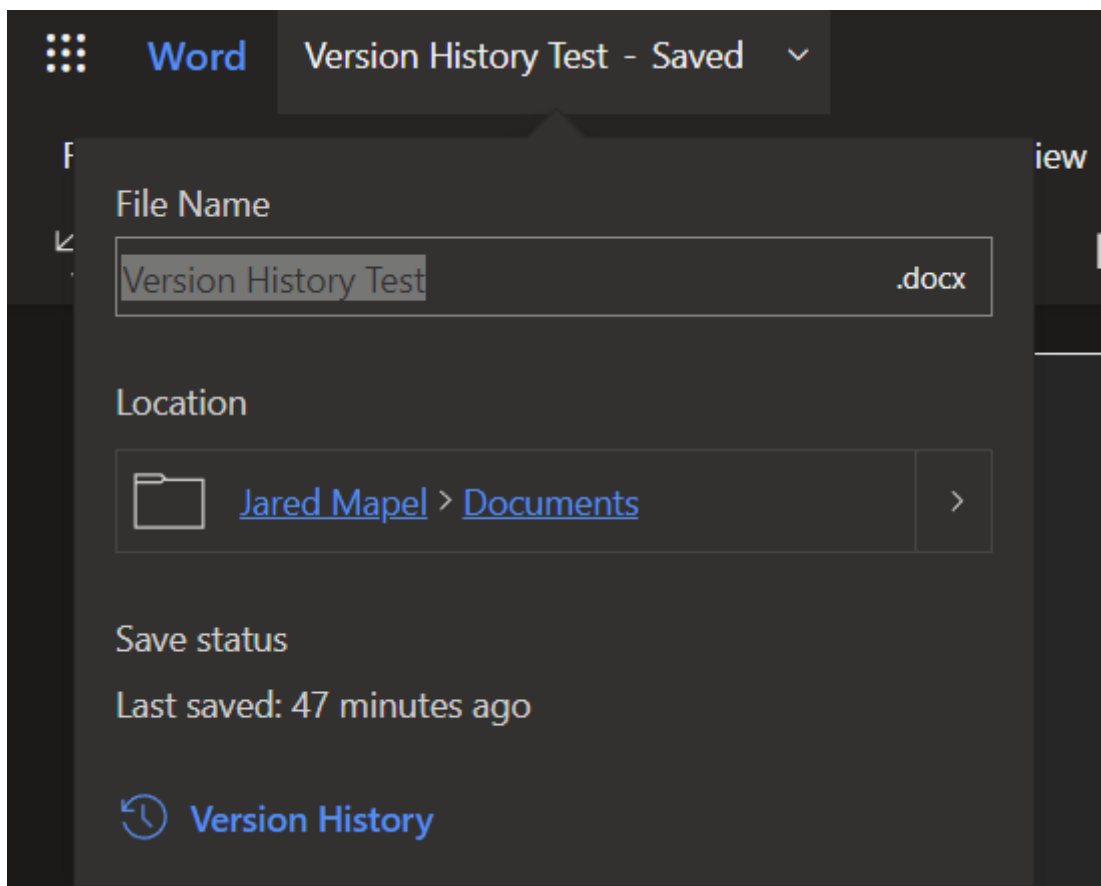 Word Version History Test - Saved
File Name
Version History Test .docx
Location
Jared Mapel > Documents
Save status
Last saved: 47 minutes ago
Version History